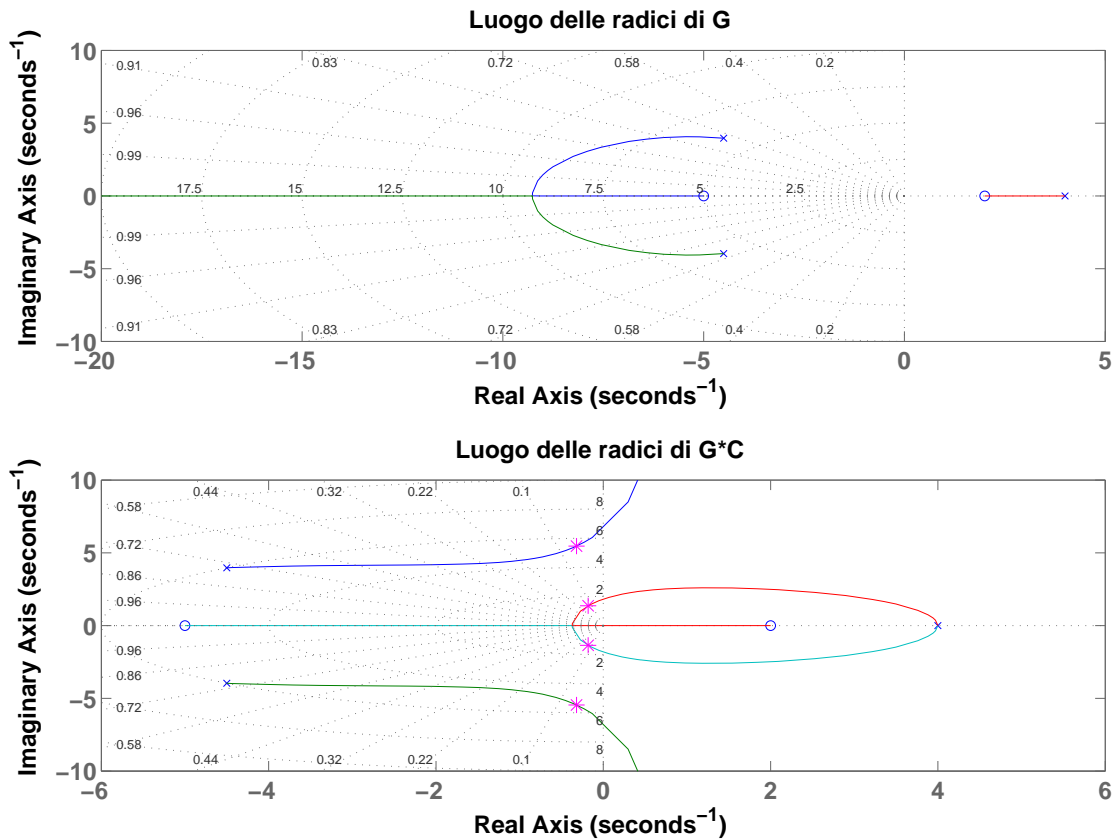 Luogo delle radici di G
10
5
0
−5
−10
Imaginary Axis (seconds⁻¹)
0.91 0.83 0.72 0.58 0.4 0.2
0.96
0.99
17.5 15 12.5 10 7.5 5 2.5
0.99
0.96
0.91 0.83 0.72 0.58 0.4 0.2
−20 −15 −10 −5 0 5
Real Axis (seconds⁻¹)
Luogo delle radici di G*C
10
5
0
−5
−10
Imaginary Axis (seconds⁻¹)
0.44 0.32 0.22 0.1
0.58
0.72
0.86
0.96
0.96
0.86
0.72
0.58
0.44 0.32 0.22 0.1
8
6
4
2
2
4
6
8
−6 −4 −2 0 2 4 6
Real Axis (seconds⁻¹)